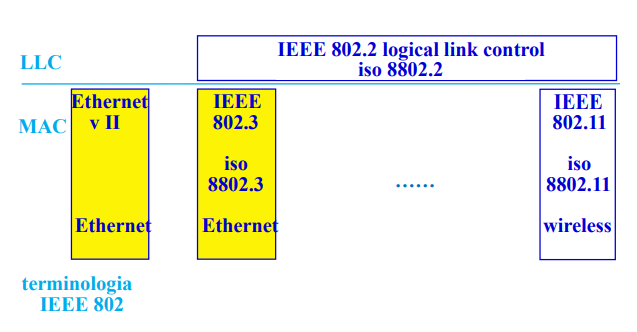 IEEE 802.2 logical link control
iso 8802.2
LLC
MAC
Ethernet
v II
Ethernet
IEEE
802.3
iso
8802.3
Ethernet
......
IEEE
802.11
iso
8802.11
wireless
terminologia
IEEE 802